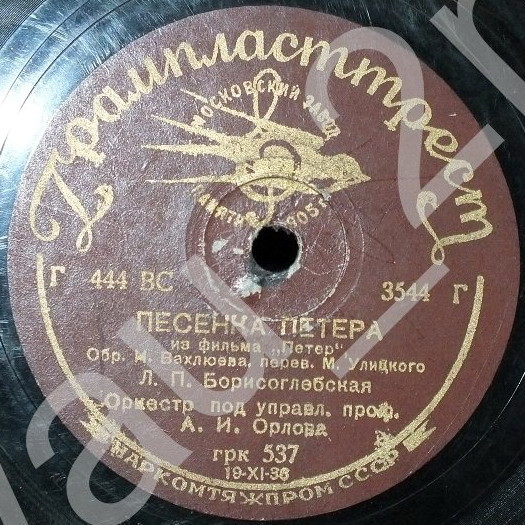 Грампласттрест
МОСКОВСКИЙ ЗАВОД
ПАМЯТИ 1905 г.
Г 444 ВС 3544 Г
ПЕСЕНКА ПЕТЕРА
из фильма „Петер"
Обр. И. Вахлюева, перев. М. Улицкого
Л. П. Борисоглебская
Оркестр под управл. проф.
А. И. Орлова
грк 537
19-XI-36
НАРКОМТЯЖПРОМ СССР